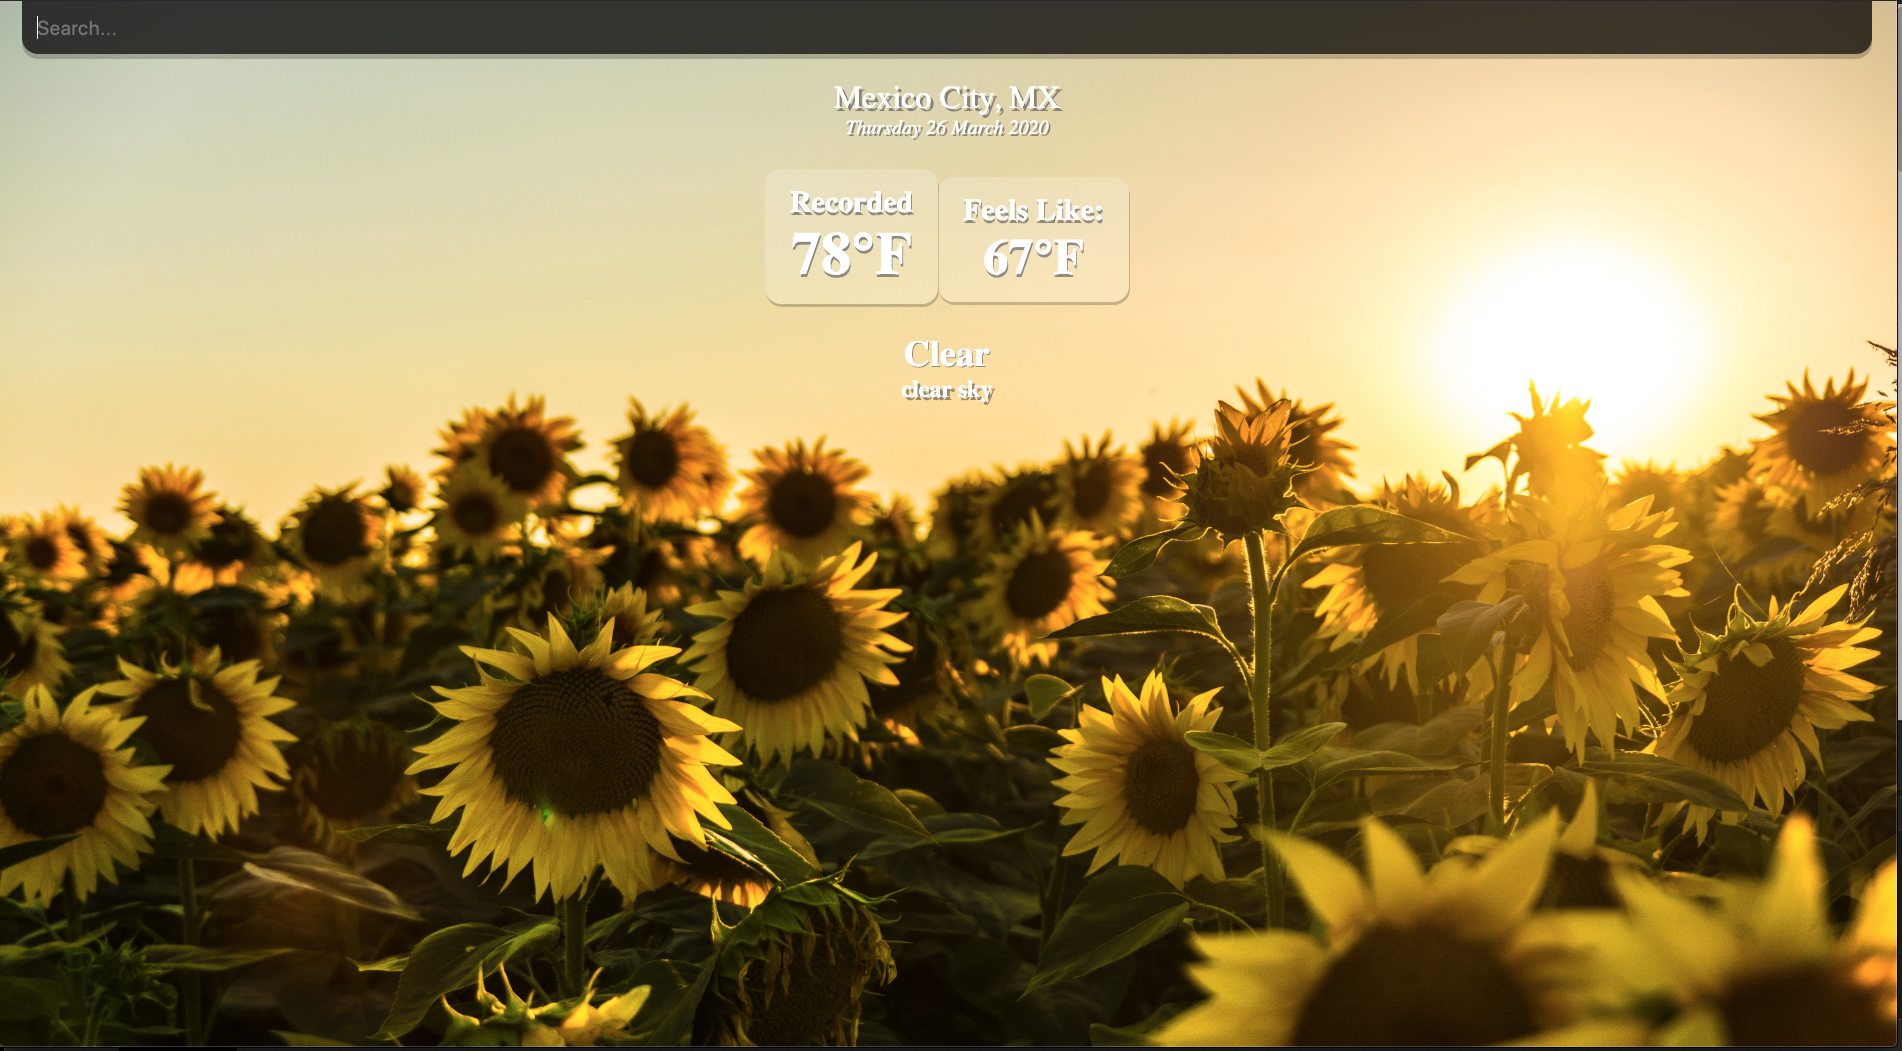 Search...
Mexico City, MX
Thursday 26 March 2020
Recorded
78°F
Feels Like:
67°F
Clear
clear sky